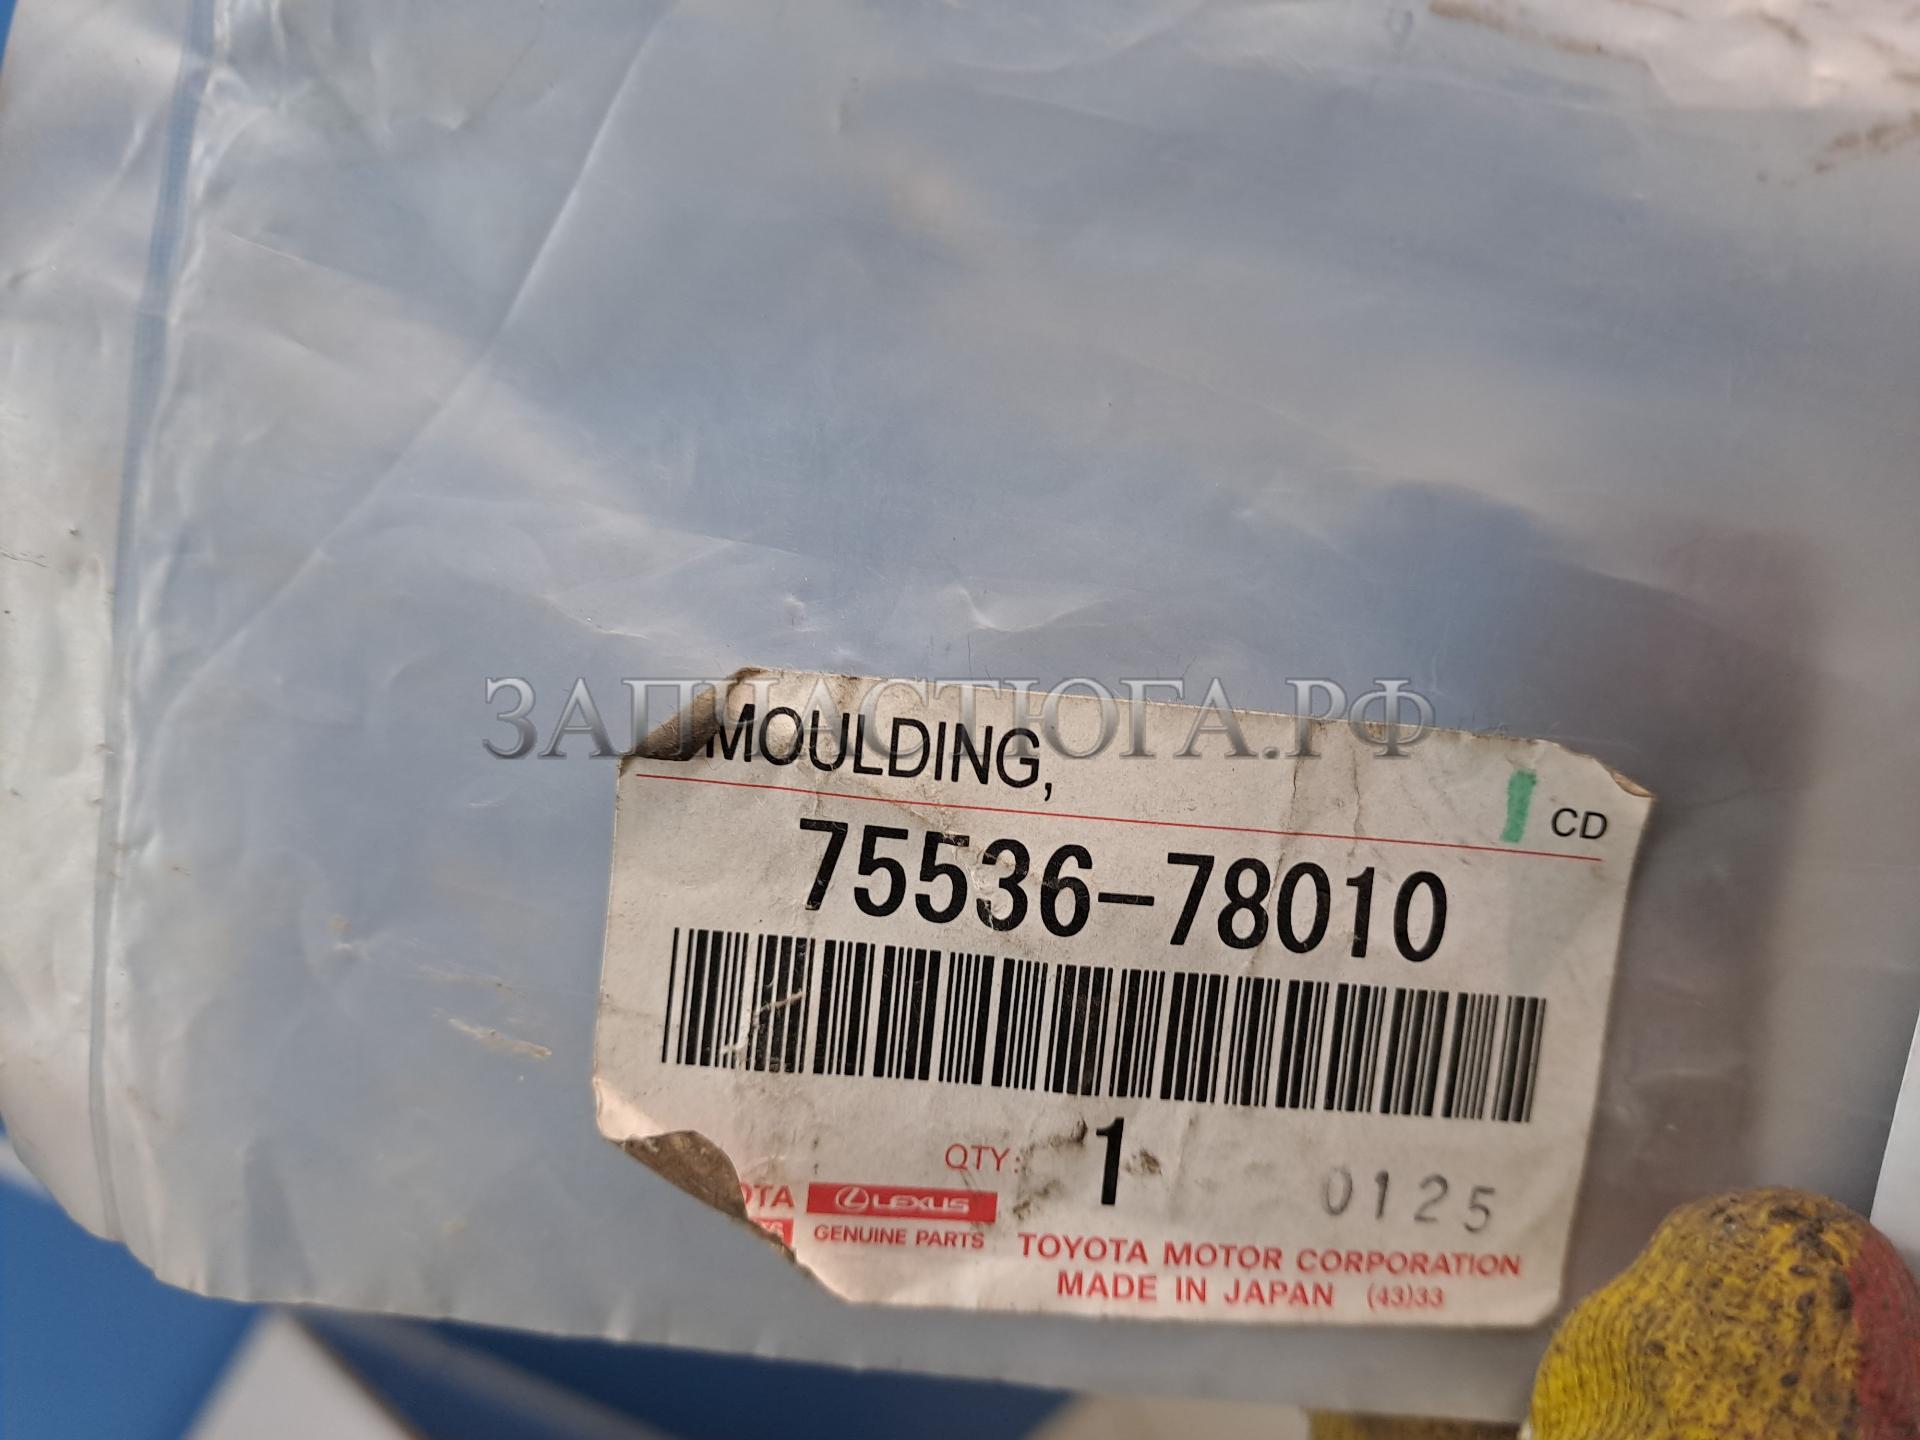 ЗАПЧАСТЮГА.РФ
MOULDING,
CD
75536-78010
QTY: 1
0125
LEXUS
GENUINE PARTS
TOYOTA MOTOR CORPORATION
MADE IN JAPAN (43)33